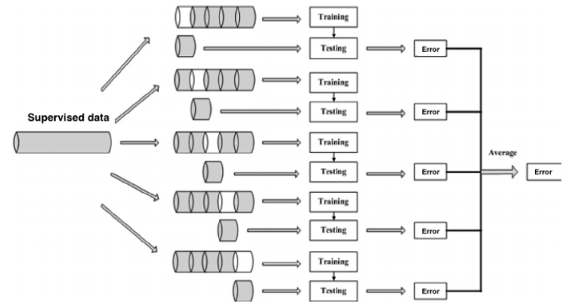 Training
Testing Error
Training
Testing Error
Supervised data
Training
Testing Error
Average
Error
Training
Testing Error
Training
Testing Error